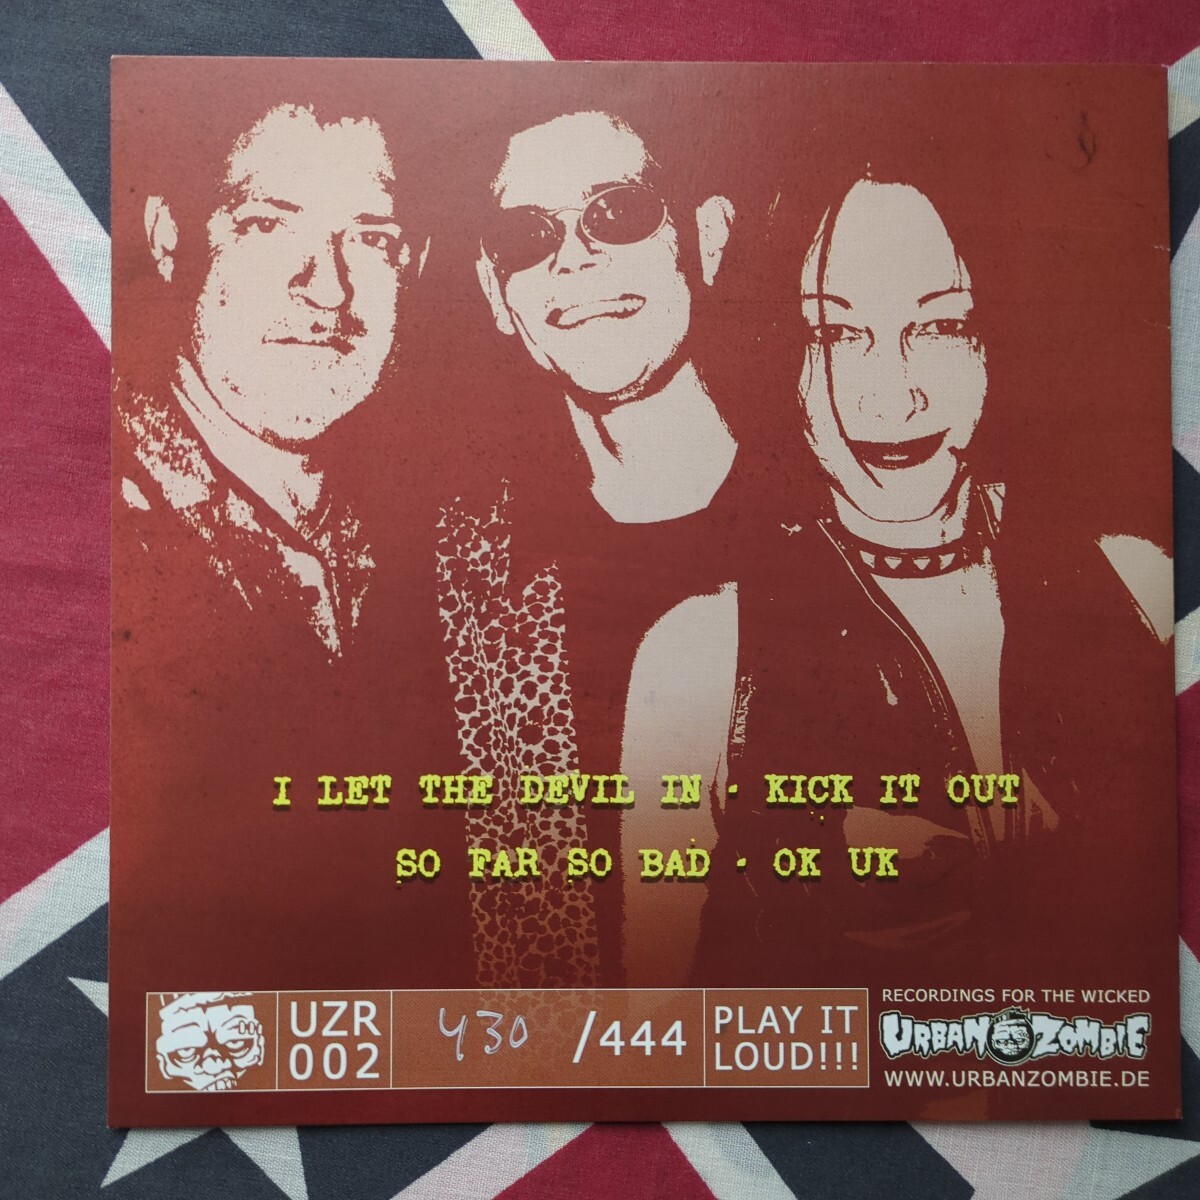 I LET THE DEVIL IN · KICK IT OUT
SO FAR SO BAD · OK UK
UZR
002
430 /444
PLAY IT
LOUD!!!
RECORDINGS FOR THE WICKED
URBAN ZOMBIE
WWW.URBANZOMBIE.DE